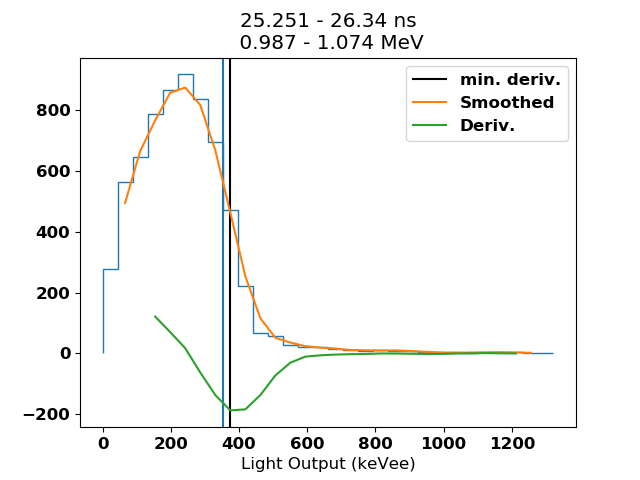 25.251 - 26.34 ns
0.987 - 1.074 MeV
min. deriv.
Smoothed
Deriv.
800
600
400
200
0
−200
0 200 400 600 800 1000 1200
Light Output (keVee)